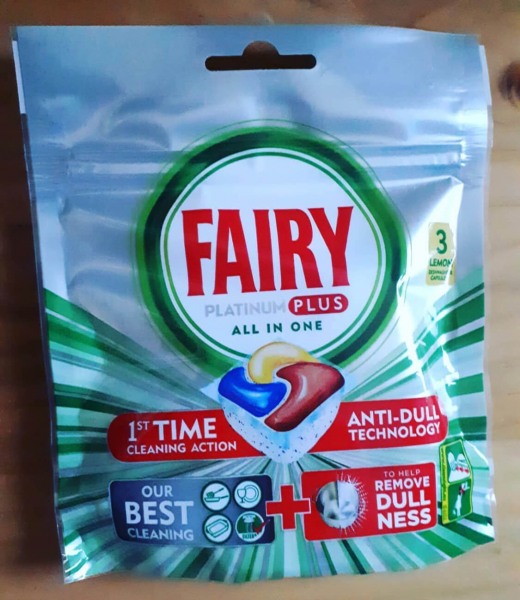 FAIRY
PLATINUM PLUS
ALL IN ONE
3
LEMON
1ST TIME
CLEANING ACTION
ANTI-DULL
TECHNOLOGY
OUR
BEST
CLEANING
+
TO HELP
REMOVE
DULL
NESS